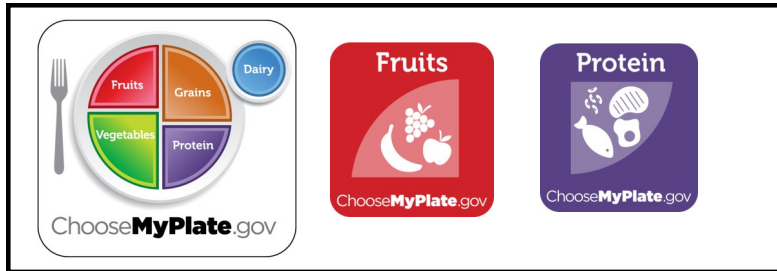 Fruits
Grains
Dairy
Vegetables
Protein
ChooseMyPlate.gov
Fruits
ChooseMyPlate.gov
Protein
ChooseMyPlate.gov